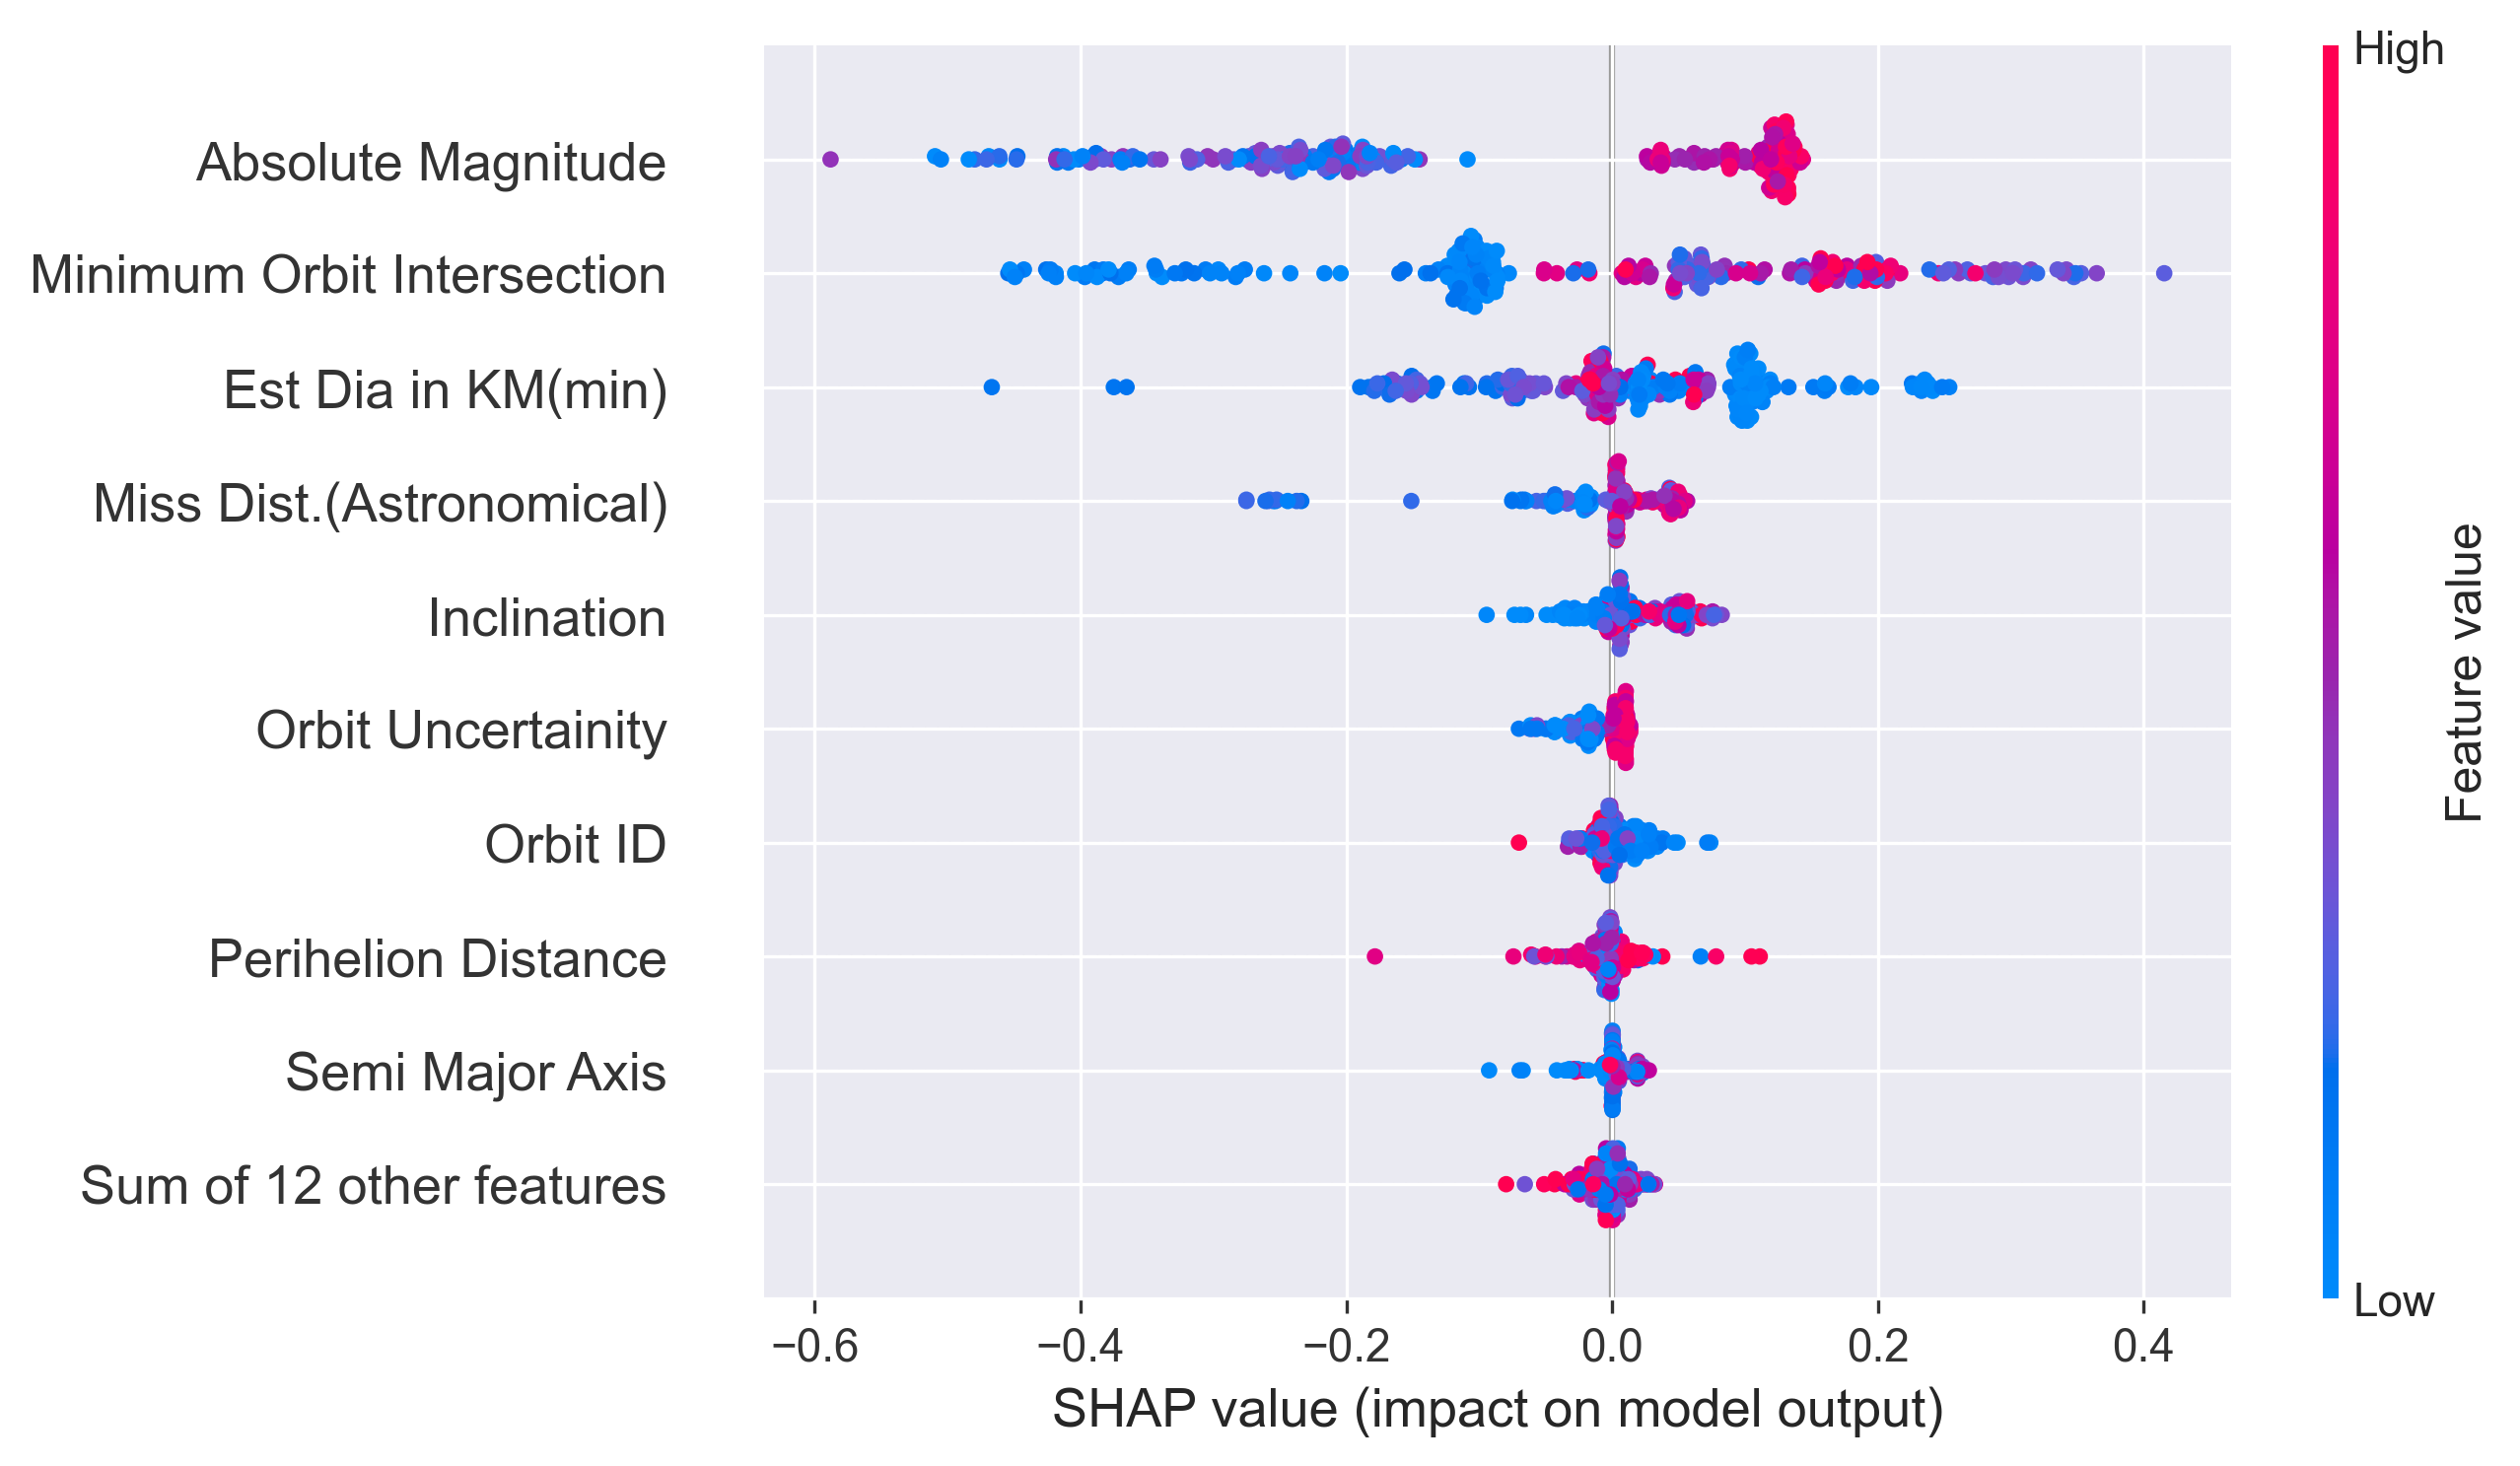 High
Absolute Magnitude
Minimum Orbit Intersection
Est Dia in KM(min)
Miss Dist.(Astronomical)
Inclination
Orbit Uncertainity
Orbit ID
Perihelion Distance
Semi Major Axis
Sum of 12 other features
Feature value
Low
−0.6 −0.4 −0.2 0.0 0.2 0.4
SHAP value (impact on model output)